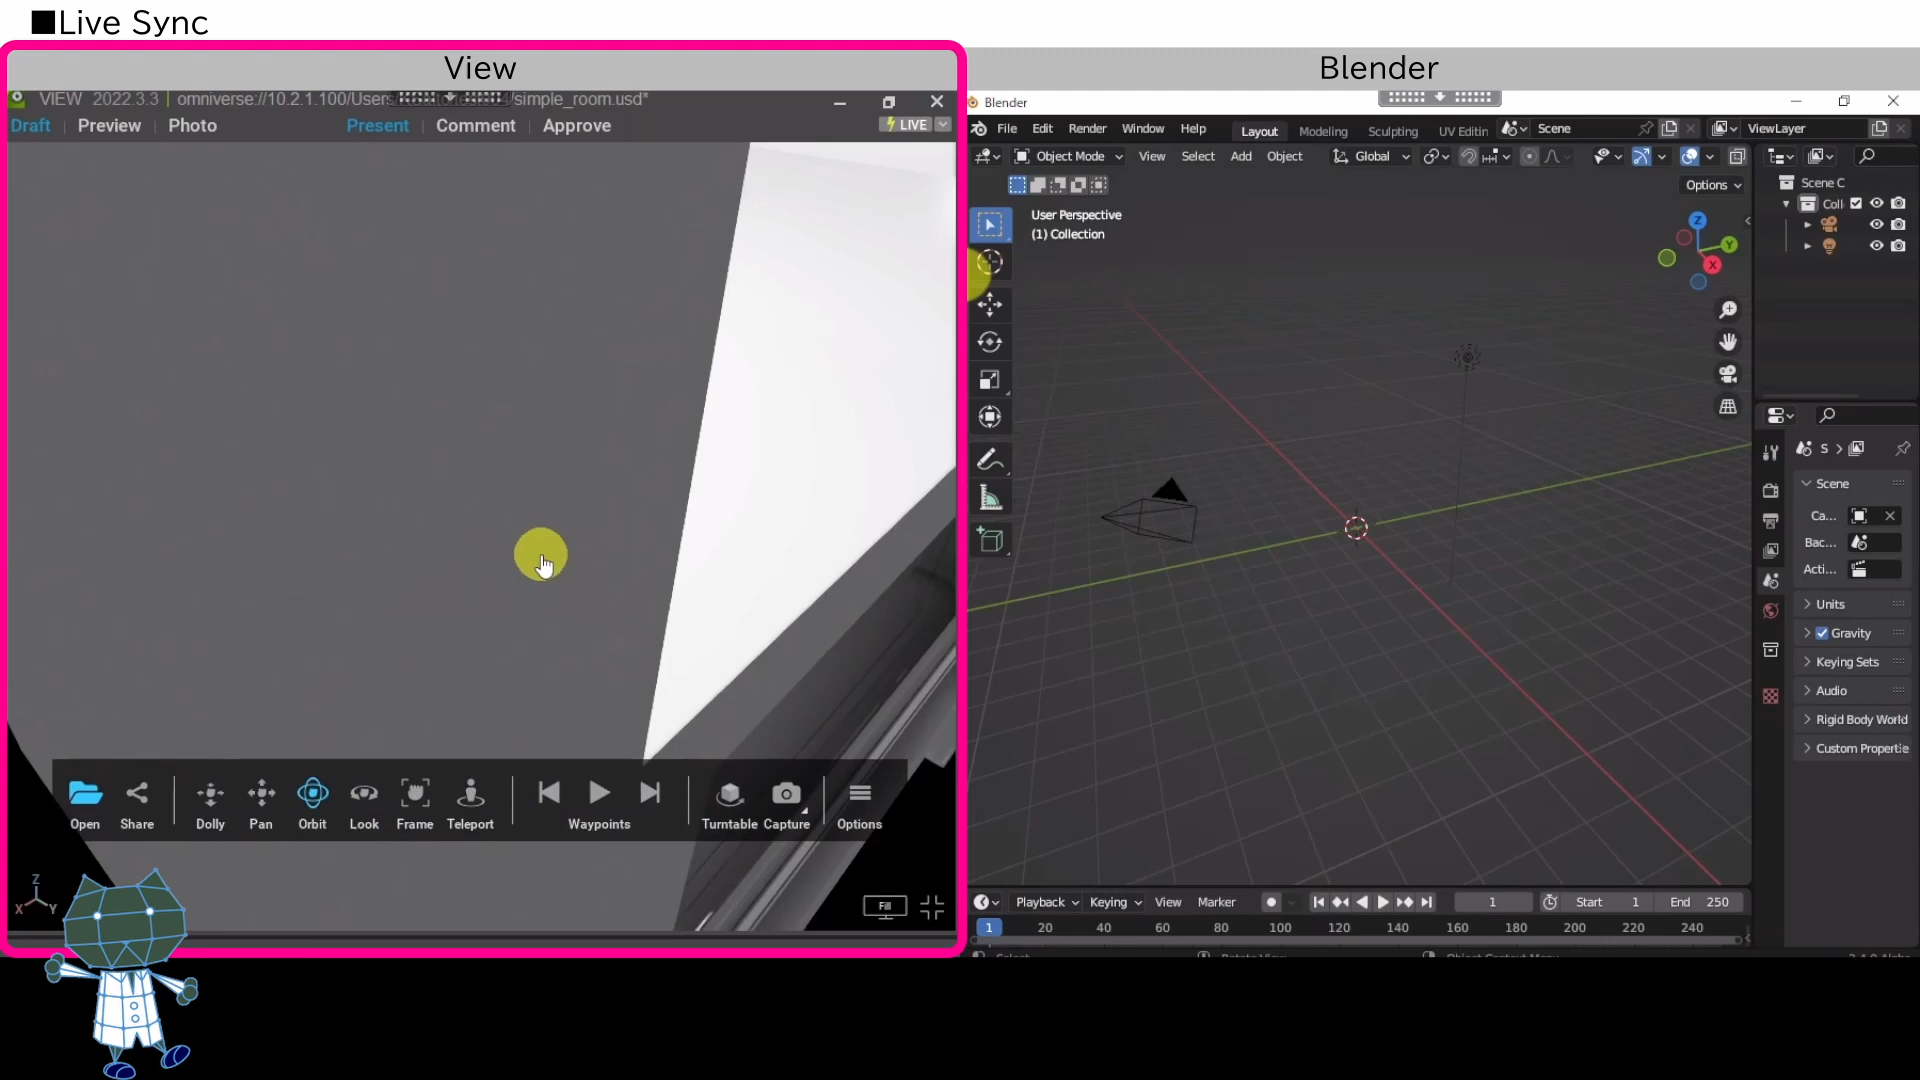 ■Live Sync
View
Blender
VIEW 2022.3.3 omniverse://10.2.1.100/Users /simple_room.usd*
Draft Preview Photo Present Comment Approve LIVE
Open Share Dolly Pan Orbit Look Frame Teleport Waypoints Turntable Capture Options
Z
X Y
Fill
Blender
File Edit Render Window Help Layout Modeling Sculpting UV Editin Scene ViewLayer
Object Mode View Select Add Object Global
Options
User Perspective
(1) Collection
Z
Y
X
Scene C
Coll
S
Scene
Ca...
Bac...
Acti...
Units
Gravity
Keying Sets
Audio
Rigid Body World
Custom Propertie
Playback Keying View Marker 1 Start 1 End 250
1 20 40 60 80 100 120 140 160 180 200 220 240